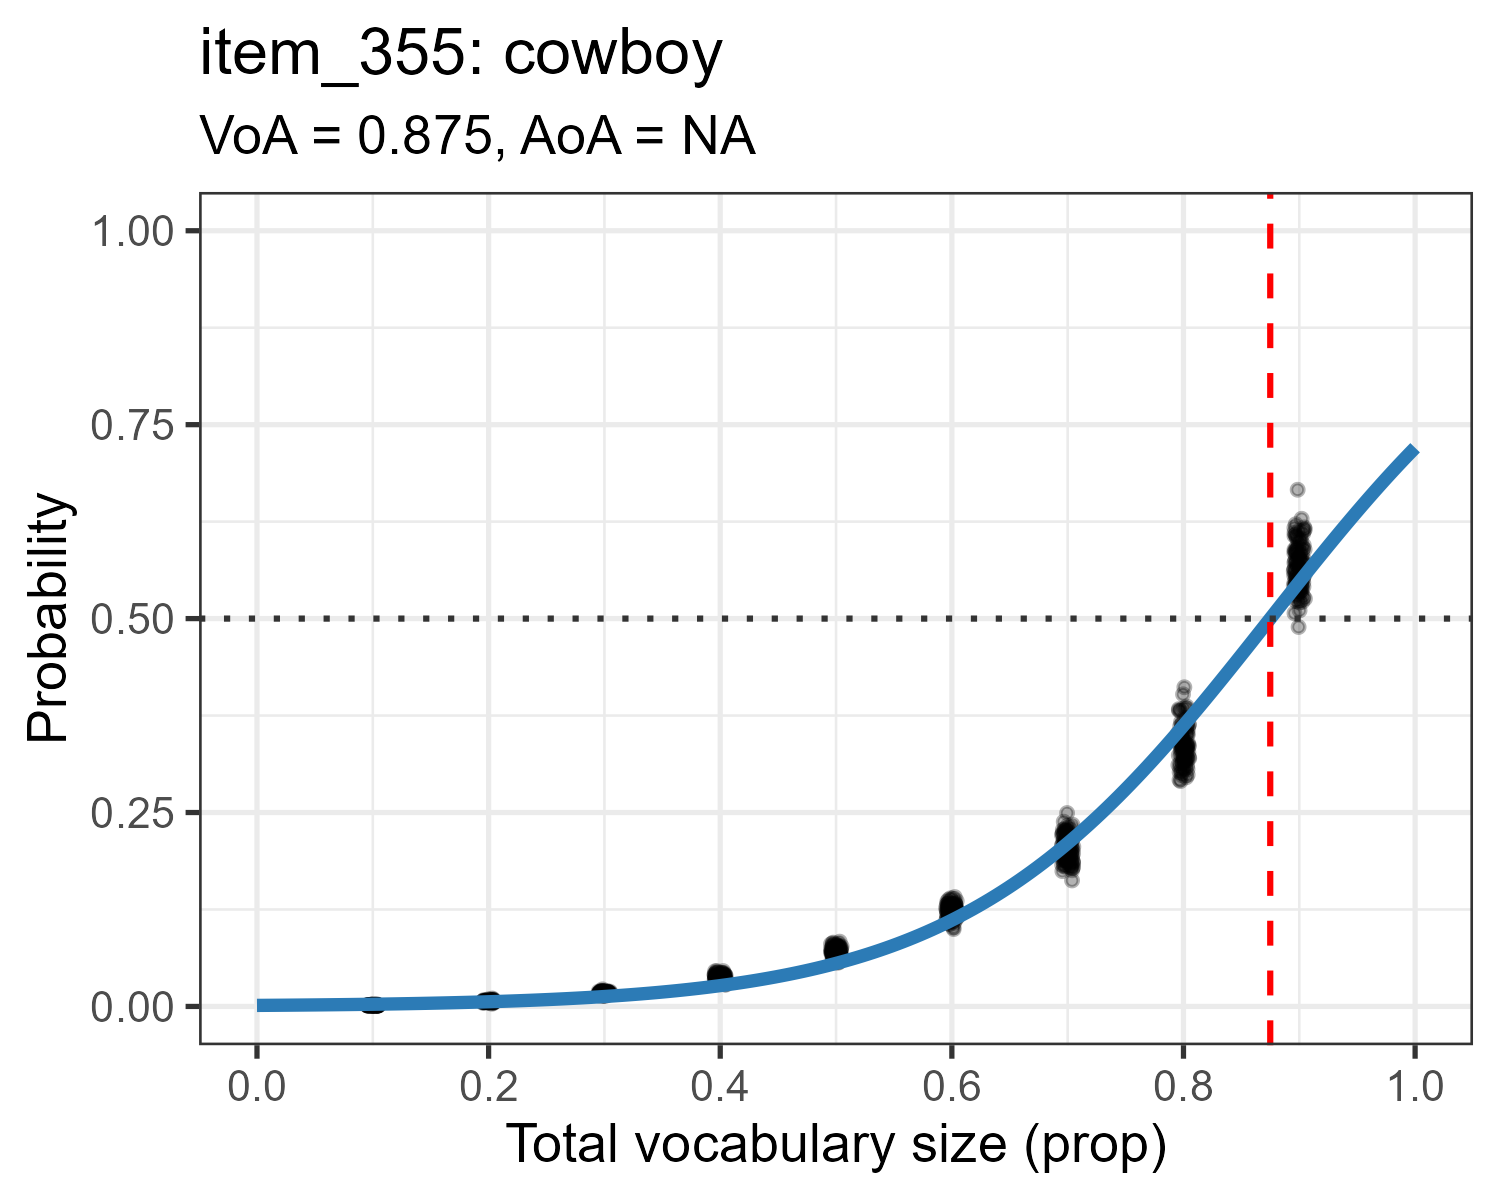 item_355: cowboy
VoA = 0.875, AoA = NA
1.00
0.75
0.50
0.25
0.00
Probability
0.0 0.2 0.4 0.6 0.8 1.0
Total vocabulary size (prop)